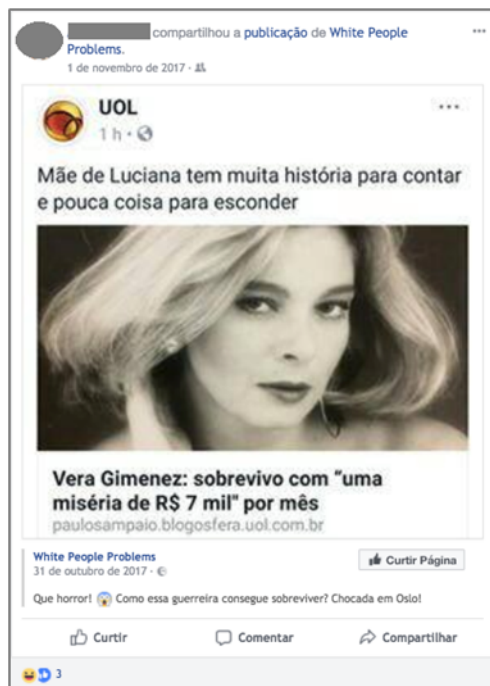 compartilhou a publicação de White People
Problems.
1 de novembro de 2017
UOL
1 h
Mãe de Luciana tem muita história para contar
e pouca coisa para esconder
Vera Gimenez: sobrevivo com “uma
miséria de R$ 7 mil" por mês
paulosampaio.blogosfera.uol.com.br
White People Problems
31 de outubro de 2017
Curtir Página
Que horror! 😱 Como essa guerreira consegue sobreviver? Chocada em Oslo!
Curtir
Comentar
Compartilhar
3